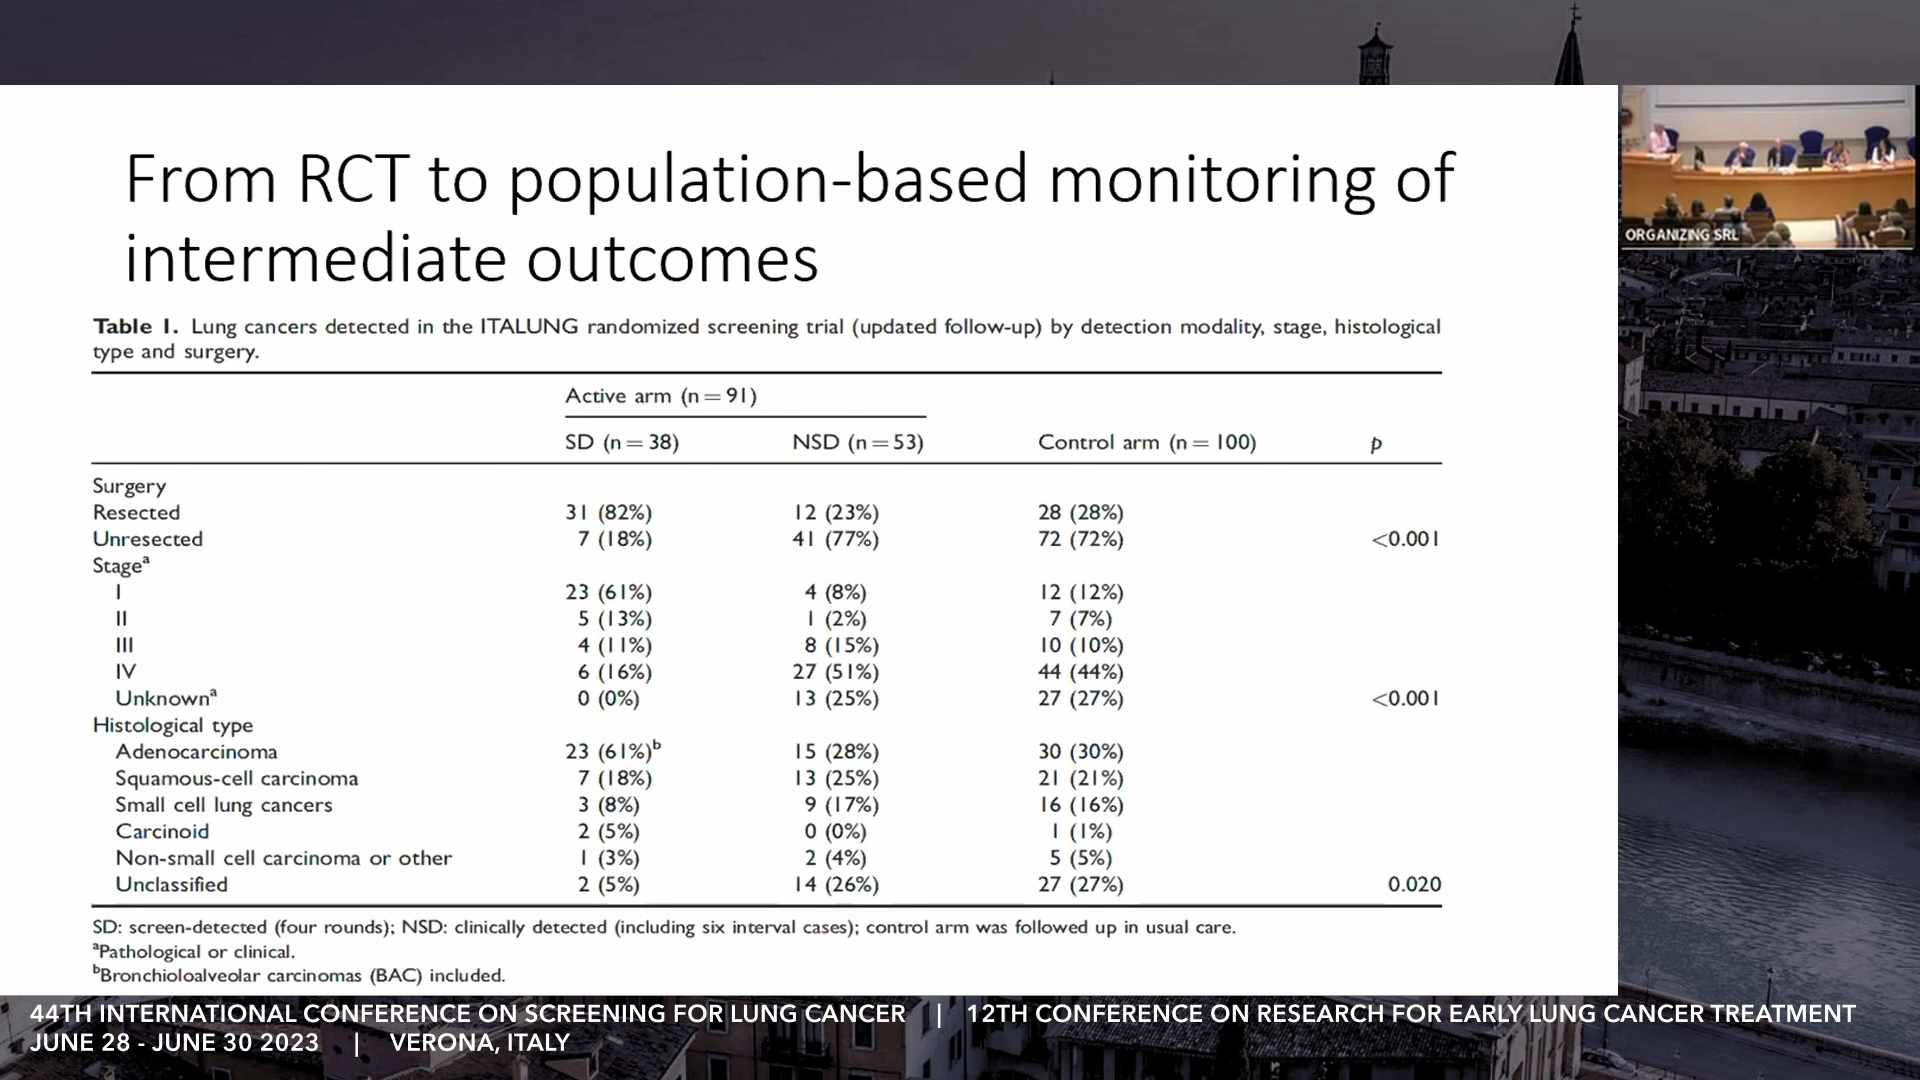 From RCT to population-based monitoring of
intermediate outcomes
ORGANIZING SRL
Table 1. Lung cancers detected in the ITALUNG randomized screening trial (updated follow-up) by detection modality, stage, histological
type and surgery.
Active arm (n = 91)
SD (n = 38) NSD (n = 53) Control arm (n = 100) p
Surgery
Resected 31 (82%) 12 (23%) 28 (28%)
Unresected 7 (18%) 41 (77%) 72 (72%) <0.001
Stageᵃ
I 23 (61%) 4 (8%) 12 (12%)
II 5 (13%) 1 (2%) 7 (7%)
III 4 (11%) 8 (15%) 10 (10%)
IV 6 (16%) 27 (51%) 44 (44%)
Unknownᵃ 0 (0%) 13 (25%) 27 (27%) <0.001
Histological type
Adenocarcinoma 23 (61%)ᵇ 15 (28%) 30 (30%)
Squamous-cell carcinoma 7 (18%) 13 (25%) 21 (21%)
Small cell lung cancers 3 (8%) 9 (17%) 16 (16%)
Carcinoid 2 (5%) 0 (0%) 1 (1%)
Non-small cell carcinoma or other 1 (3%) 2 (4%) 5 (5%)
Unclassified 2 (5%) 14 (26%) 27 (27%) 0.020
SD: screen-detected (four rounds); NSD: clinically detected (including six interval cases); control arm was followed up in usual care.
ᵃPathological or clinical.
ᵇBronchioloalveolar carcinomas (BAC) included.
44TH INTERNATIONAL CONFERENCE ON SCREENING FOR LUNG CANCER | 12TH CONFERENCE ON RESEARCH FOR EARLY LUNG CANCER TREATMENT
JUNE 28 - JUNE 30 2023 | VERONA, ITALY